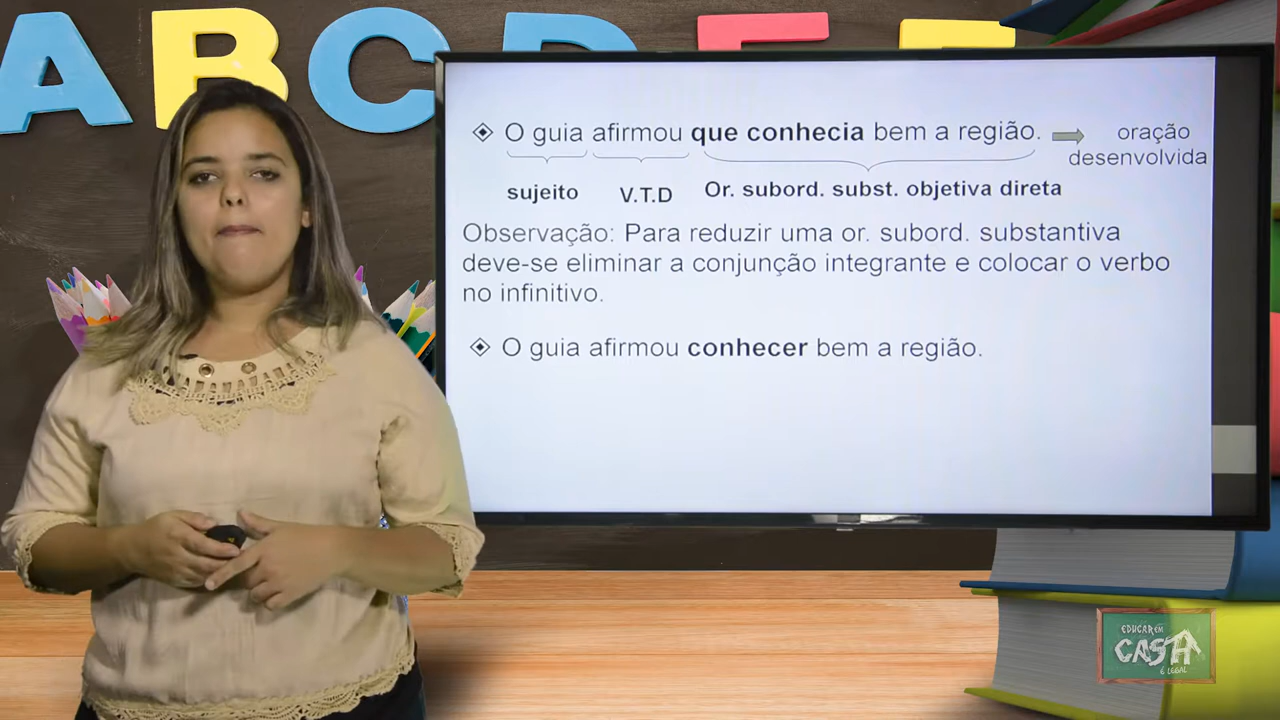 A B C D E F
O guia afirmou que conhecia bem a região. oração
desenvolvida
sujeito V.T.D Or. subord. subst. objetiva direta
Observação: Para reduzir uma or. subord. substantiva
deve-se eliminar a conjunção integrante e colocar o verbo
no infinitivo.
O guia afirmou conhecer bem a região.
EDUCAR EM
CASA
É LEGAL